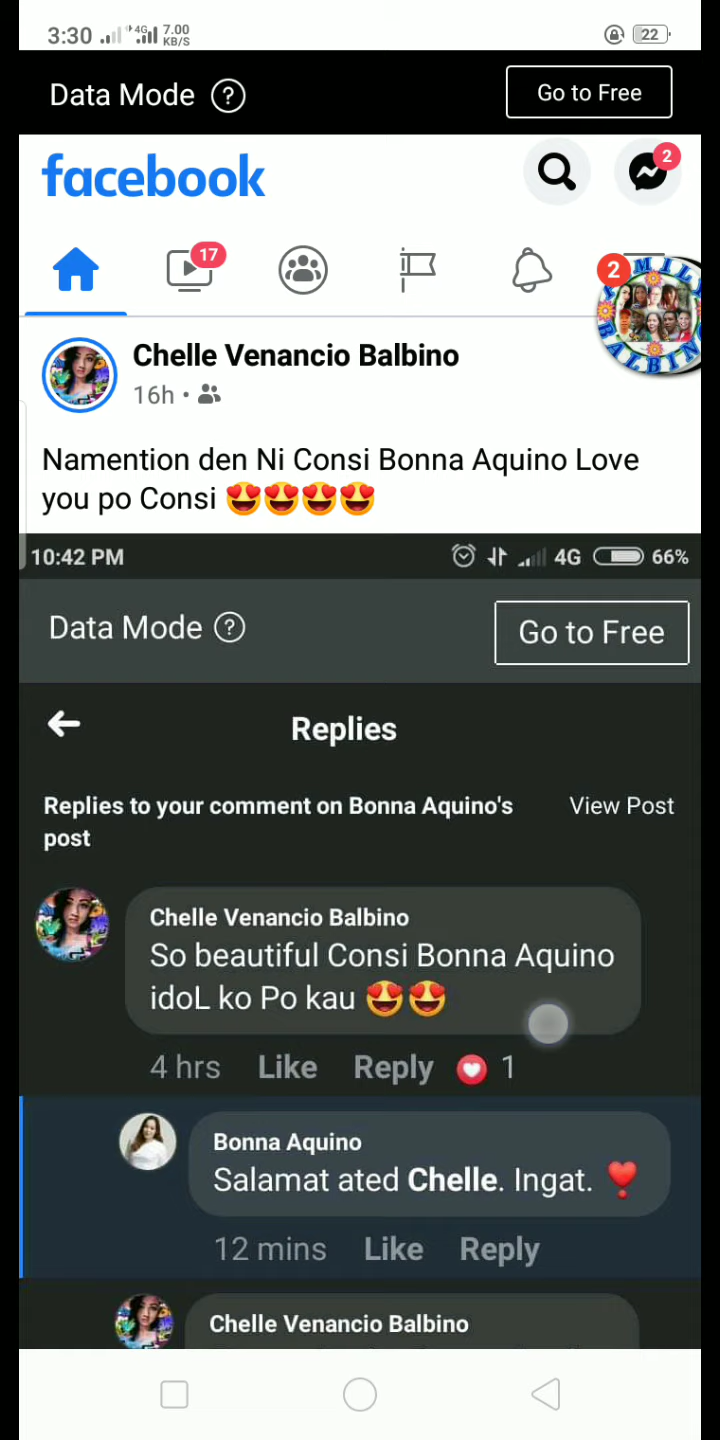 3:30 4G 7.00 KB/S 22
Data Mode ? Go to Free
facebook 2
17 2
FAMILY
BALBINO
Chelle Venancio Balbino
16h •
Namention den Ni Consi Bonna Aquino Love
you po Consi 😍😍😍😍
10:42 PM 4G 66%
Data Mode ? Go to Free
Replies
Replies to your comment on Bonna Aquino's View Post
post
Chelle Venancio Balbino
So beautiful Consi Bonna Aquino
idoL ko Po kau 😍😍
4 hrs Like Reply 1
Bonna Aquino
Salamat ated Chelle. Ingat. ❣️
12 mins Like Reply
Chelle Venancio Balbino